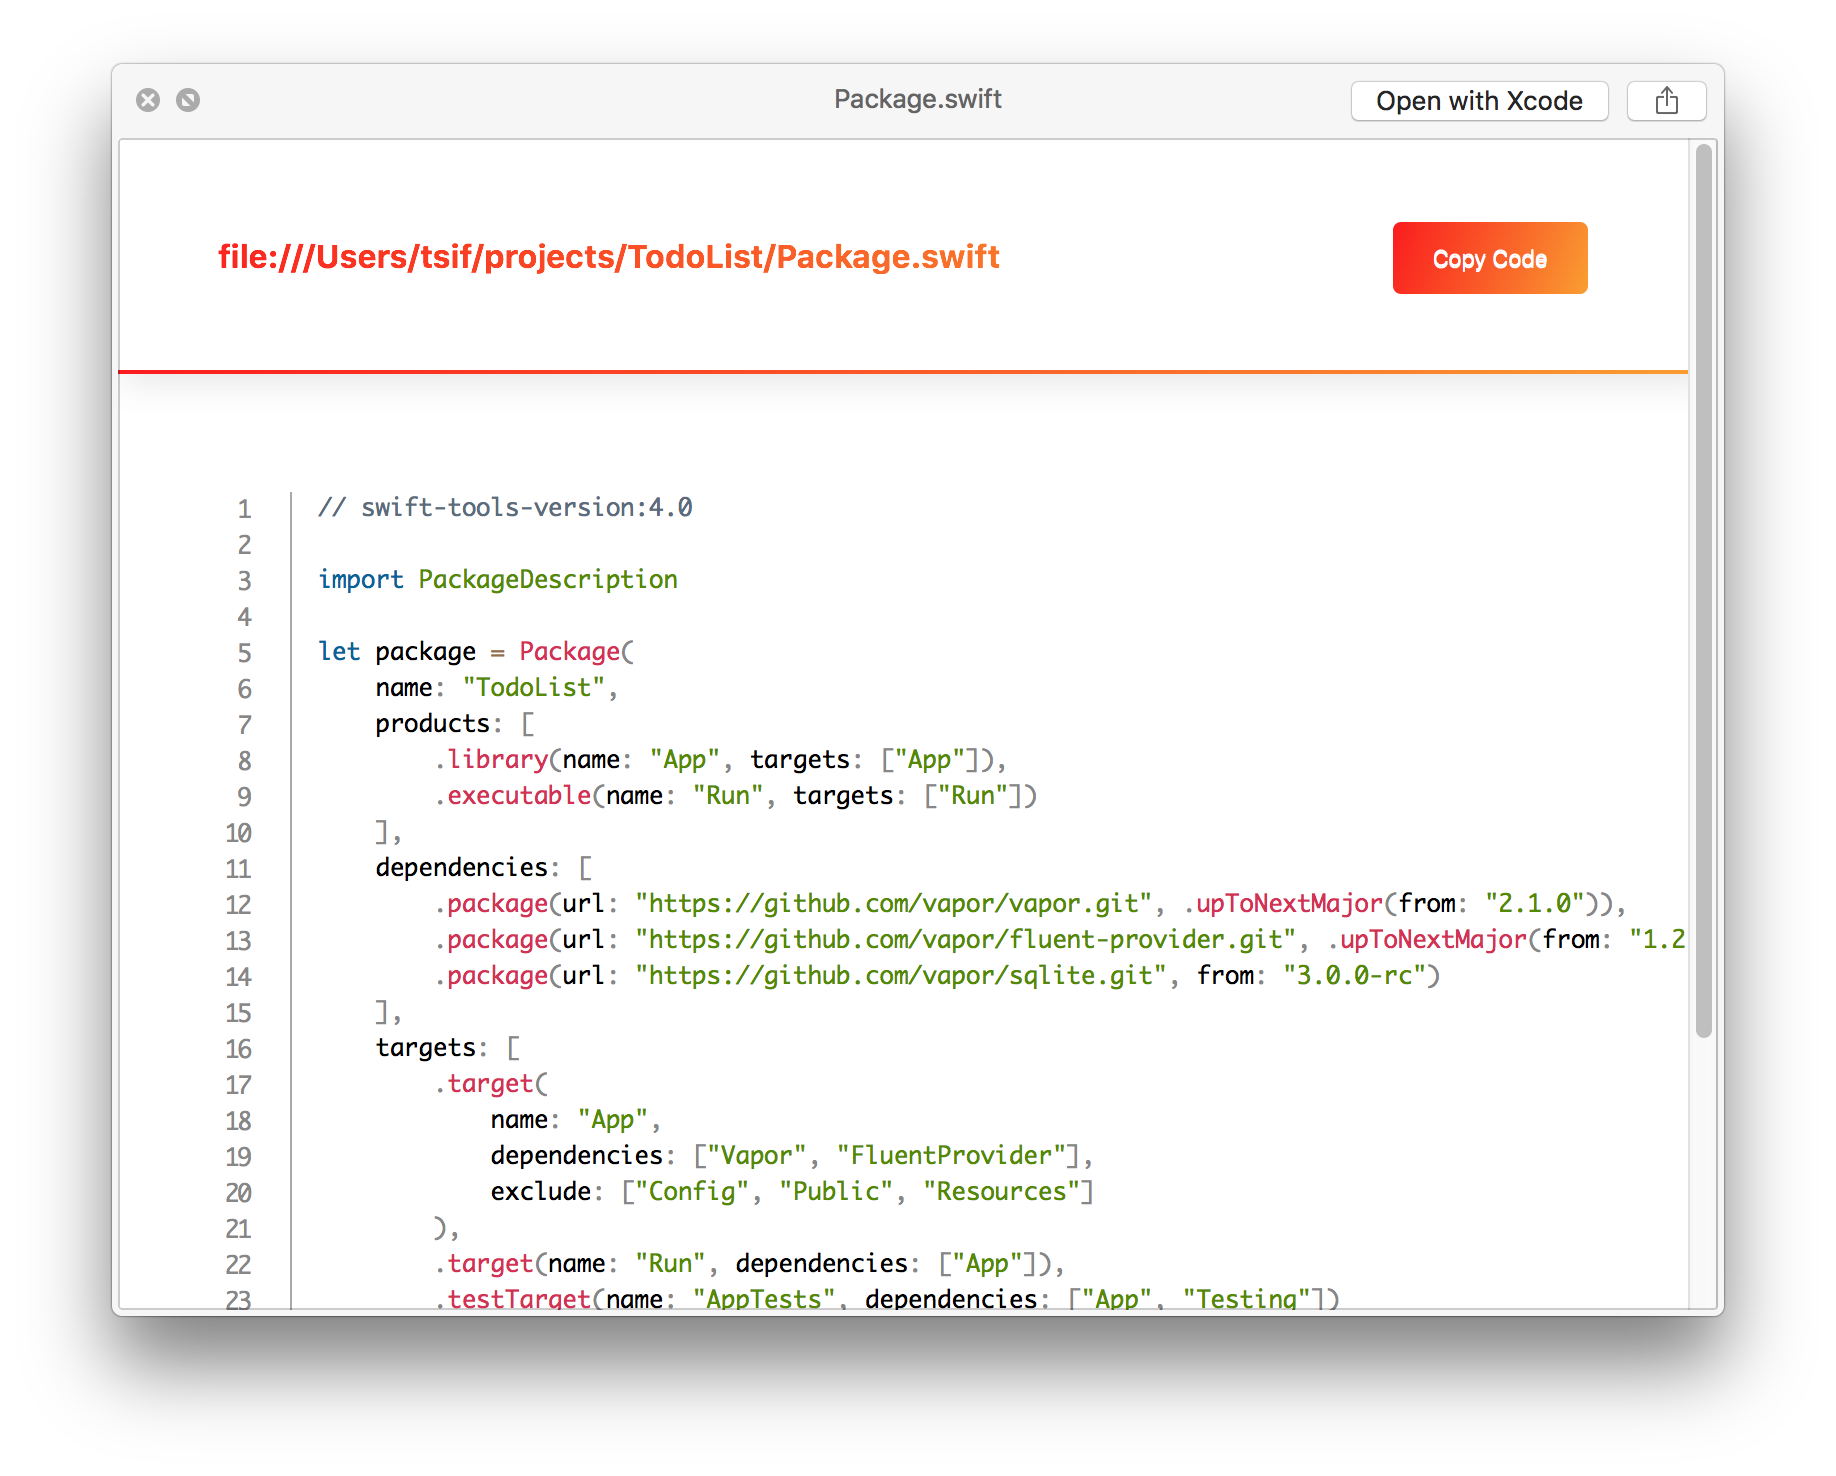 Package.swift
Open with Xcode
file:///Users/tsif/projects/TodoList/Package.swift
Copy Code
1 // swift-tools-version:4.0
2
3 import PackageDescription
4
5 let package = Package(
6     name: "TodoList",
7     products: [
8         .library(name: "App", targets: ["App"]),
9         .executable(name: "Run", targets: ["Run"])
10     ],
11     dependencies: [
12         .package(url: "https://github.com/vapor/vapor.git", .upToNextMajor(from: "2.1.0")),
13         .package(url: "https://github.com/vapor/fluent-provider.git", .upToNextMajor(from: "1.2
14         .package(url: "https://github.com/vapor/sqlite.git", from: "3.0.0-rc")
15     ],
16     targets: [
17         .target(
18             name: "App",
19             dependencies: ["Vapor", "FluentProvider"],
20             exclude: ["Config", "Public", "Resources"]
21         ),
22         .target(name: "Run", dependencies: ["App"]),
23         .testTarget(name: "AppTests", dependencies: ["App", "Testing"])